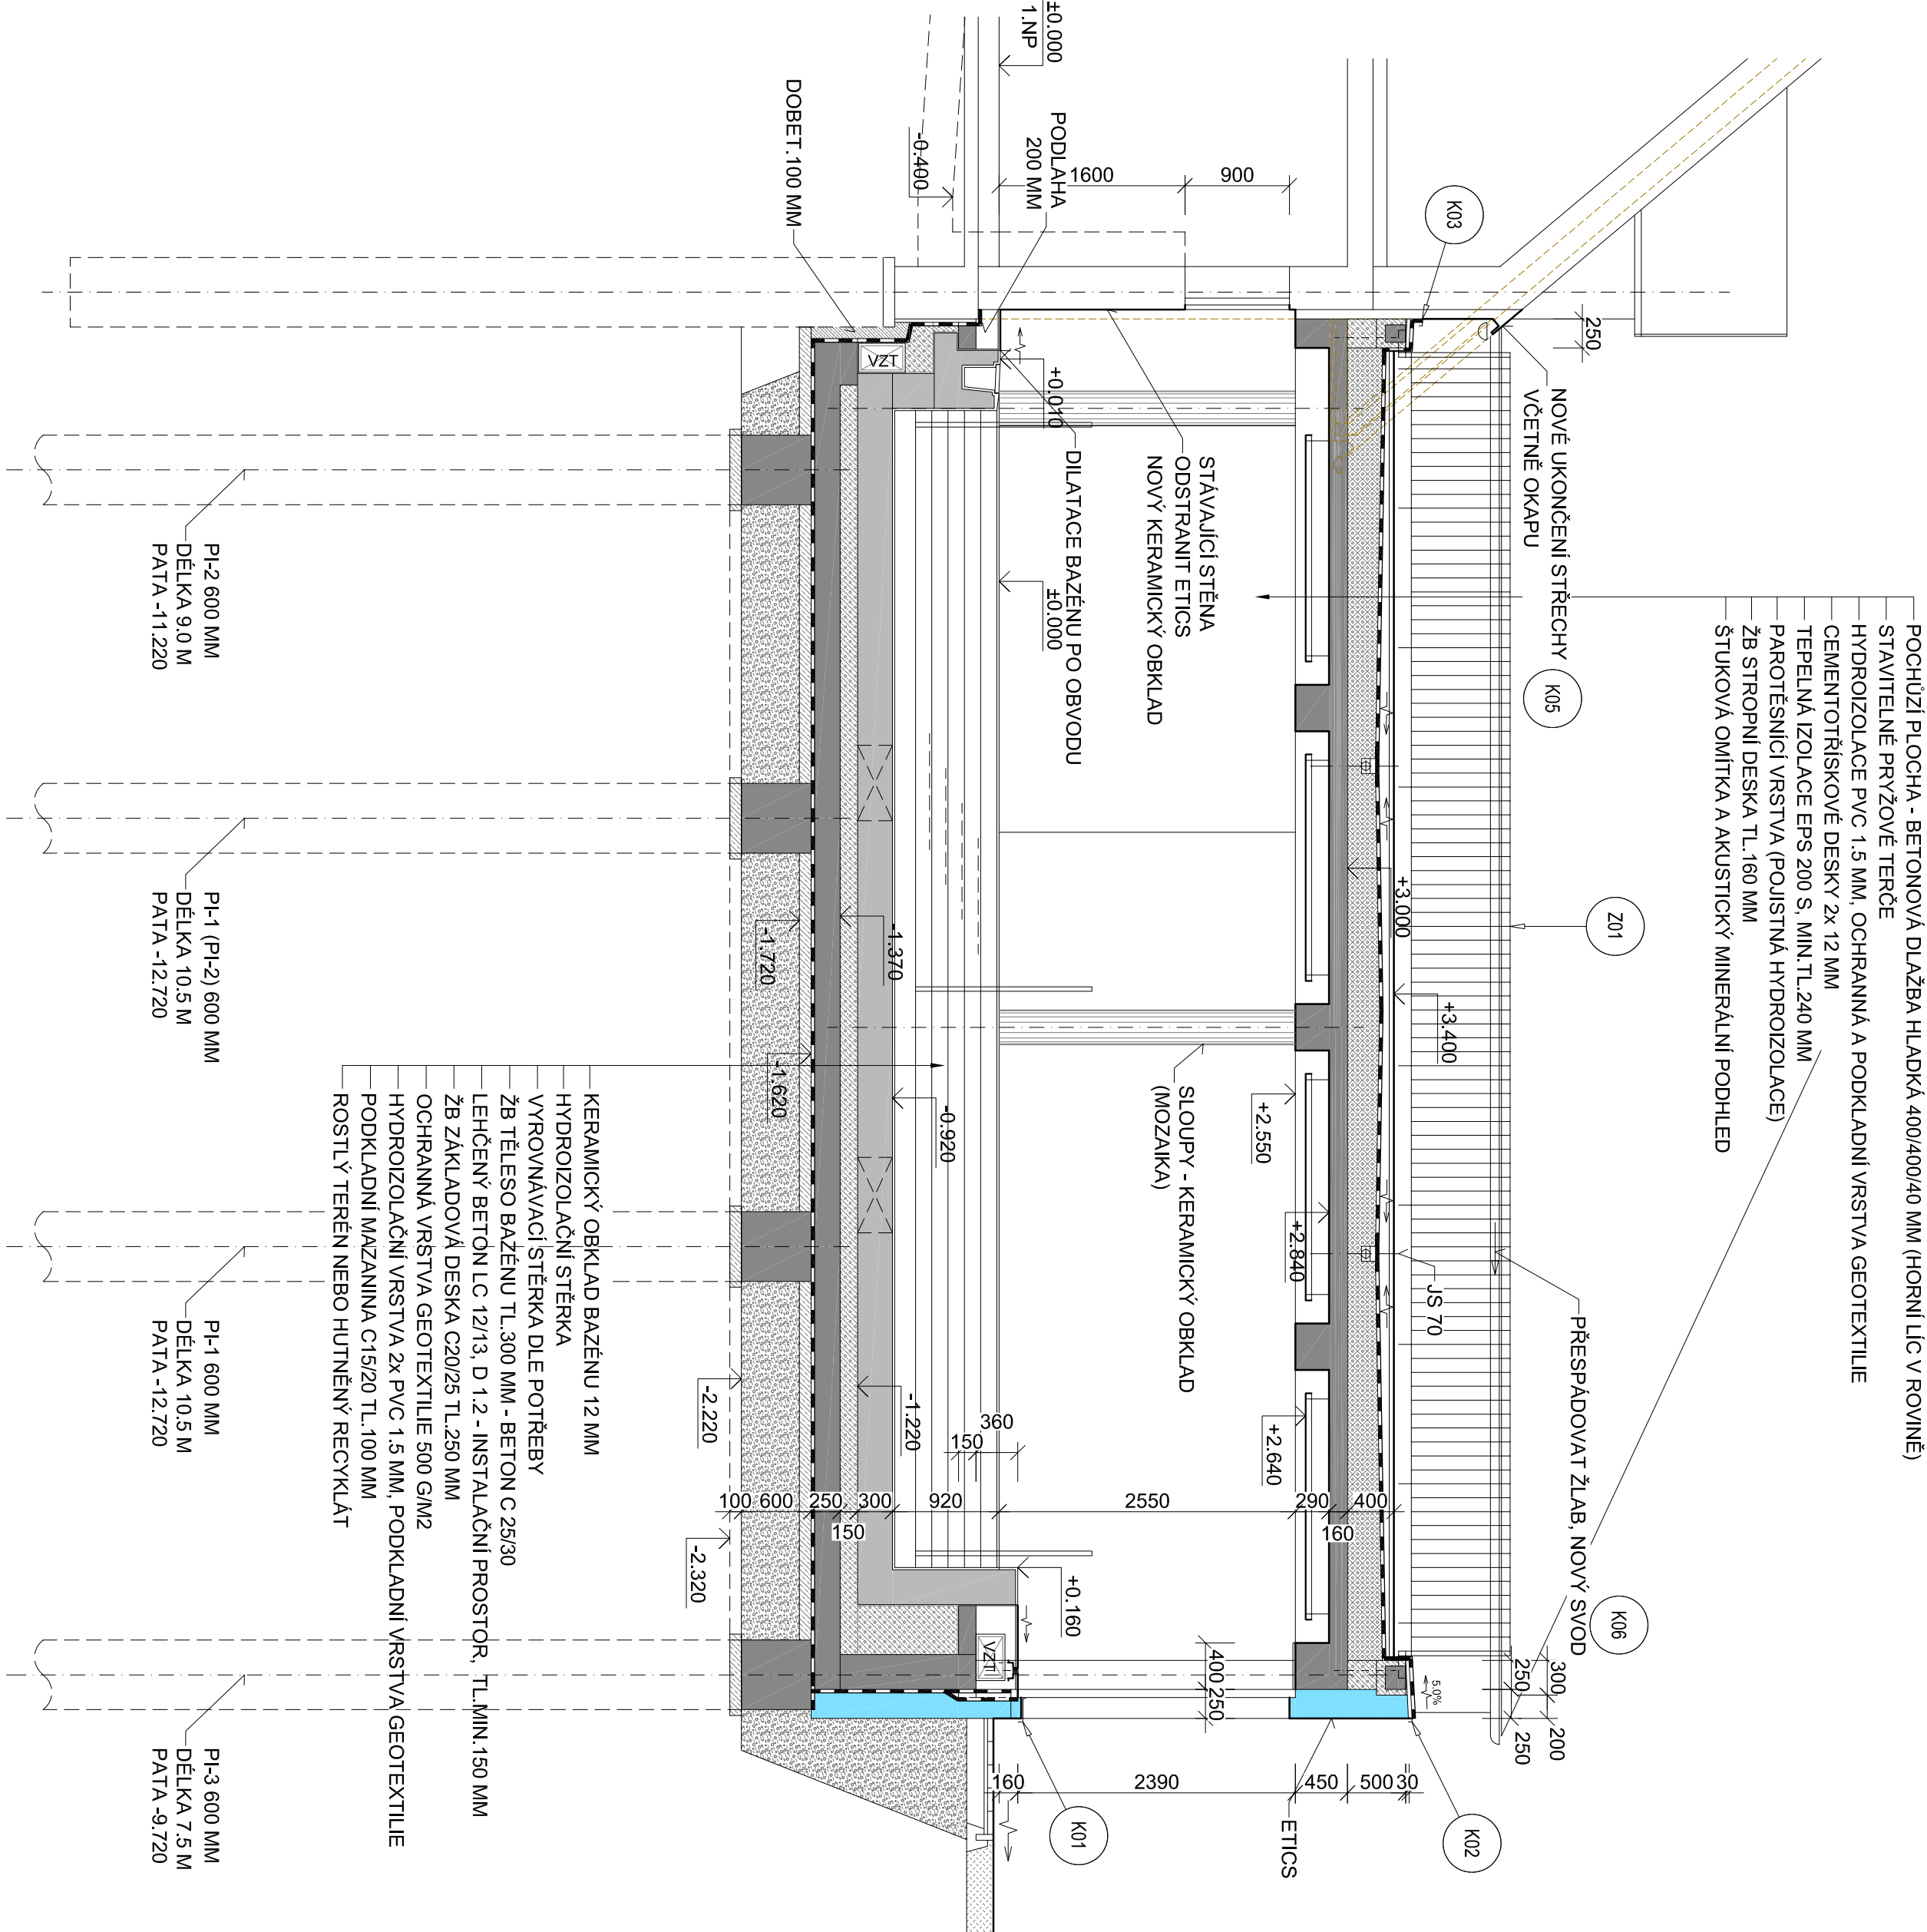 POCHŮZÍ PLOCHA - BETONOVÁ DLAŽBA HLADKÁ 400/400/40 MM (HORNÍ LÍC V ROVINĚ)
STAVITELNÉ PRYŽOVÉ TERČE
HYDROIZOLACE PVC 1.5 MM, OCHRANNÁ A PODKLADNÍ VRSTVA GEOTEXTILIE
CEMENTOTŘÍSKOVÉ DESKY 2x 12 MM
TEPELNÁ IZOLACE EPS 200 S, MIN.TL.240 MM
PAROTĚSNÍCÍ VRSTVA (POJISTNÁ HYDROIZOLACE)
ŽB STROPNÍ DESKA TL.160 MM
ŠTUKOVÁ OMÍTKA A AKUSTICKÝ MINERÁLNÍ PODHLED
K03
K05
Z01
K06
NOVÉ UKONČENÍ STŘECHY
VČETNĚ OKAPU
PŘESPÁDOVAT ŽLAB, NOVÝ SVOD
250
300
250
200
250
5.0%
K02
JS 70
+3.400
+3.000
+2.840
+2.640
+2.550
290
400
160
500
30
450
ETICS
900
1600
2550
2390
400
250
160
STÁVAJÍCÍ STĚNA
ODSTRANIT ETICS
NOVÝ KERAMICKÝ OBKLAD
SLOUPY - KERAMICKÝ OBKLAD
(MOZAIKA)
DILATACE BAZÉNU PO OBVODU
±0.000
1.NP
PODLAHA
200 MM
+0.010
±0.000
+0.160
K01
-0.400
DOBET.100 MM
VZT
VZT
360
150
-0.920
-1.220
-1.370
-1.620
-1.720
-2.220
-2.320
920
300
150
250
600
100
KERAMICKÝ OBKLAD BAZÉNU 12 MM
HYDROIZOLAČNÍ STĚRKA
VYROVNÁVACÍ STĚRKA DLE POTŘEBY
ŽB TĚLESO BAZÉNU TL.300 MM - BETON C 25/30
LEHČENÝ BETON LC 12/13, D 1.2 - INSTALAČNÍ PROSTOR, TL.MIN.150 MM
ŽB ZÁKLADOVÁ DESKA C20/25 TL.250 MM
OCHRANNÁ VRSTVA GEOTEXTILIE 500 G/M2
HYDROIZOLAČNÍ VRSTVA 2x PVC 1.5 MM, PODKLADNÍ VRSTVA GEOTEXTILIE
PODKLADNÍ MAZANINA C15/20 TL.100 MM
ROSTLÝ TERÉN NEBO HUTNĚNÝ RECYKLÁT
PI-2 600 MM
DÉLKA 9.0 M
PATA -11.220
PI-1 (PI-2) 600 MM
DÉLKA 10.5 M
PATA -12.720
PI-1 600 MM
DÉLKA 10.5 M
PATA -12.720
PI-3 600 MM
DÉLKA 7.5 M
PATA -9.720